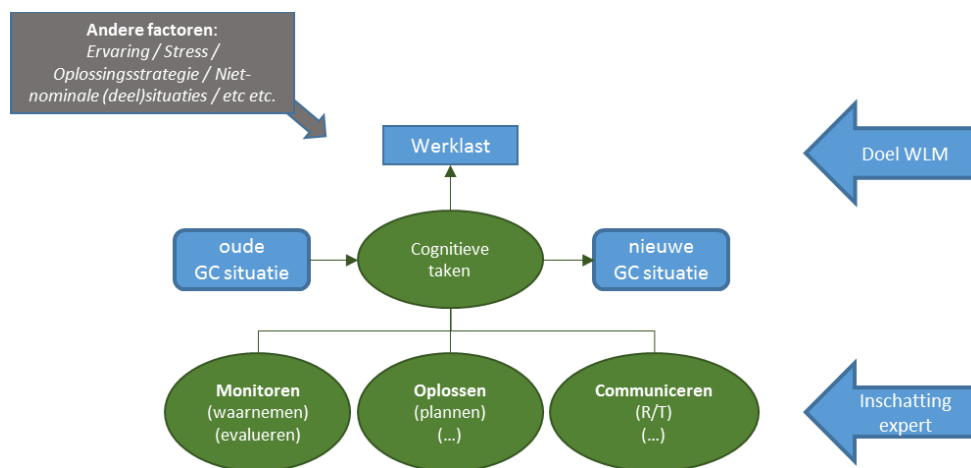 Andere factoren:
Ervaring / Stress /
Oplossingsstrategie / Niet-
nominale (deel)situaties / etc etc.
Werklast
Doel WLM
oude
GC situatie
Cognitieve
taken
nieuwe
GC situatie
Monitoren
(waarnemen)
(evalueren)
Oplossen
(plannen)
(...)
Communiceren
(R/T)
(...)
Inschatting
expert